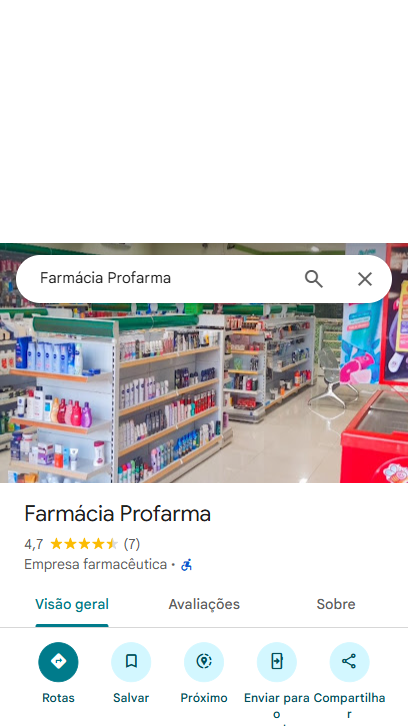 Farmácia Profarma
Farmácia Profarma
4,7 (7)
Empresa farmacêutica ·
Visão geral Avaliações Sobre
Rotas Salvar Próximo Enviar para o Compartilhar